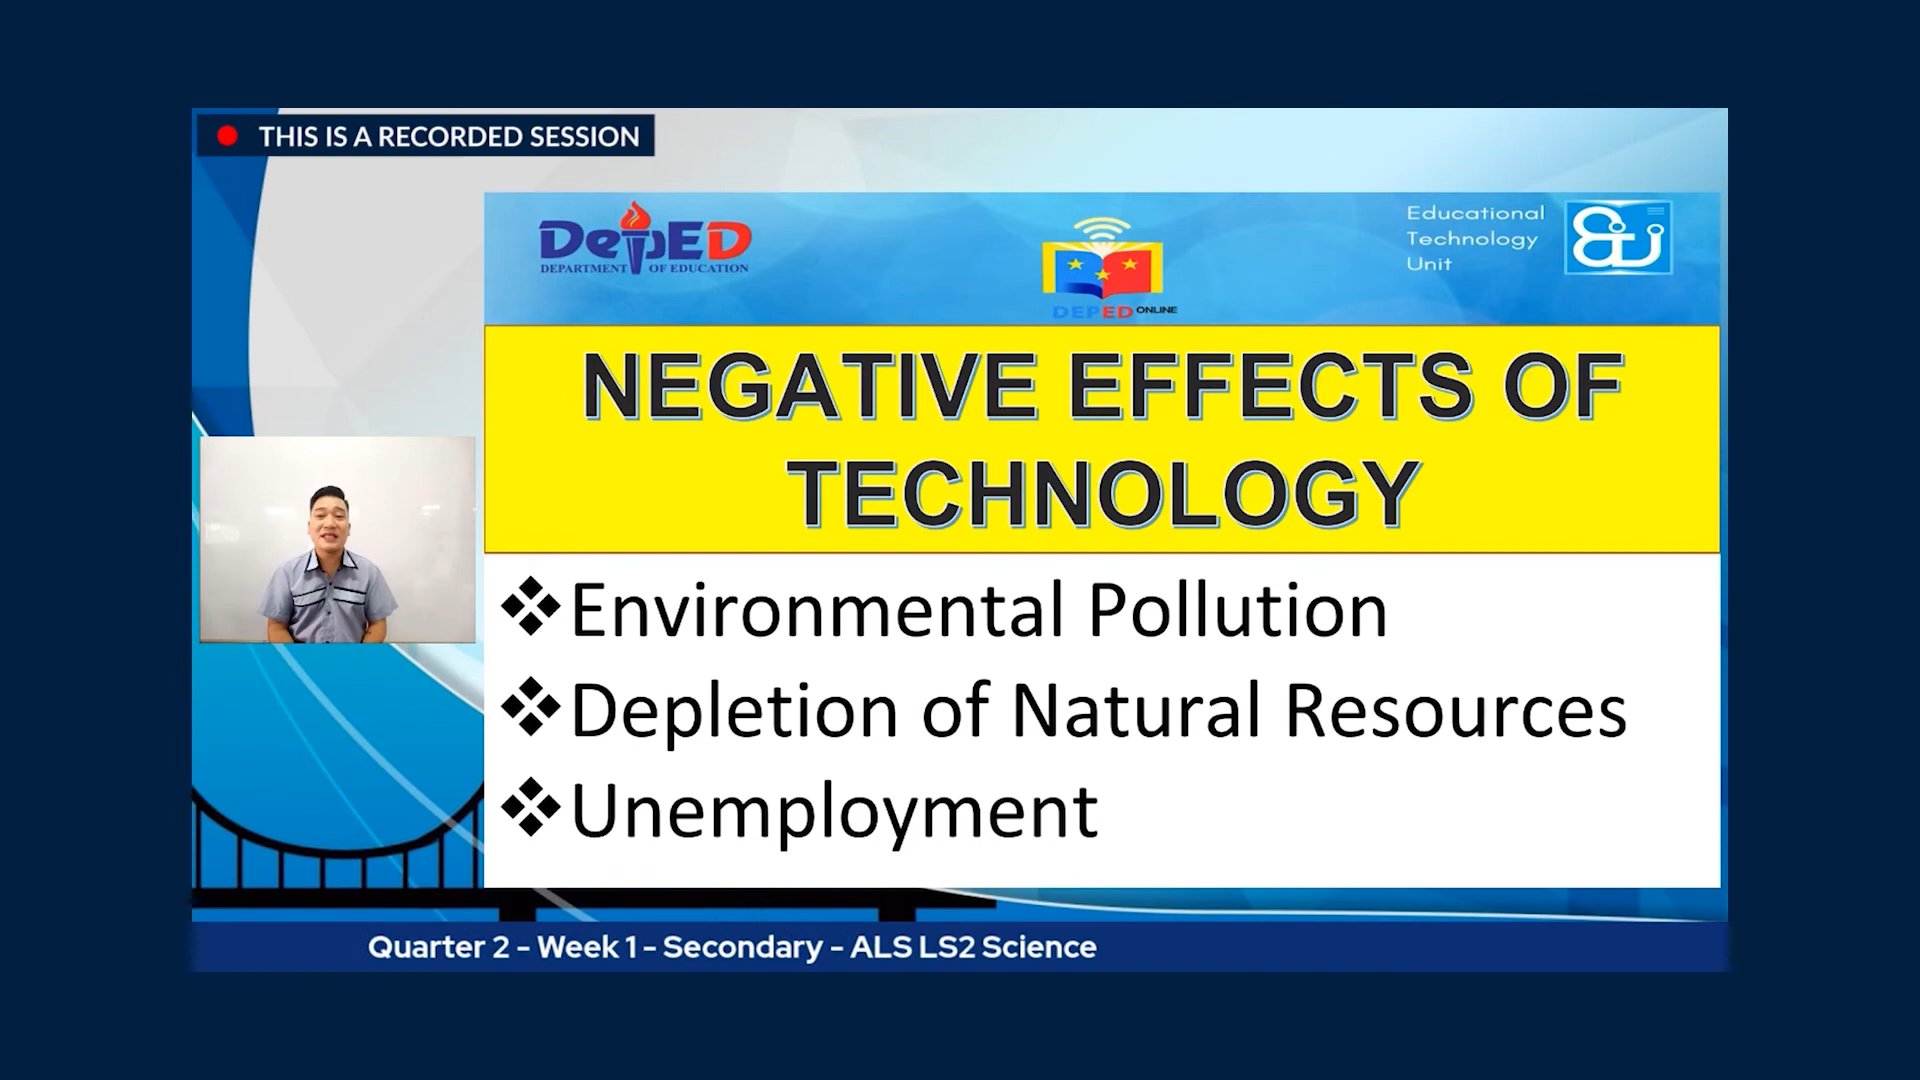 THIS IS A RECORDED SESSION
DepED
DEPARTMENT OF EDUCATION
DEPED ONLINE
Educational
Technology
Unit
NEGATIVE EFFECTS OF
TECHNOLOGY
❖Environmental Pollution
❖Depletion of Natural Resources
❖Unemployment
Quarter 2 - Week 1 - Secondary - ALS LS2 Science